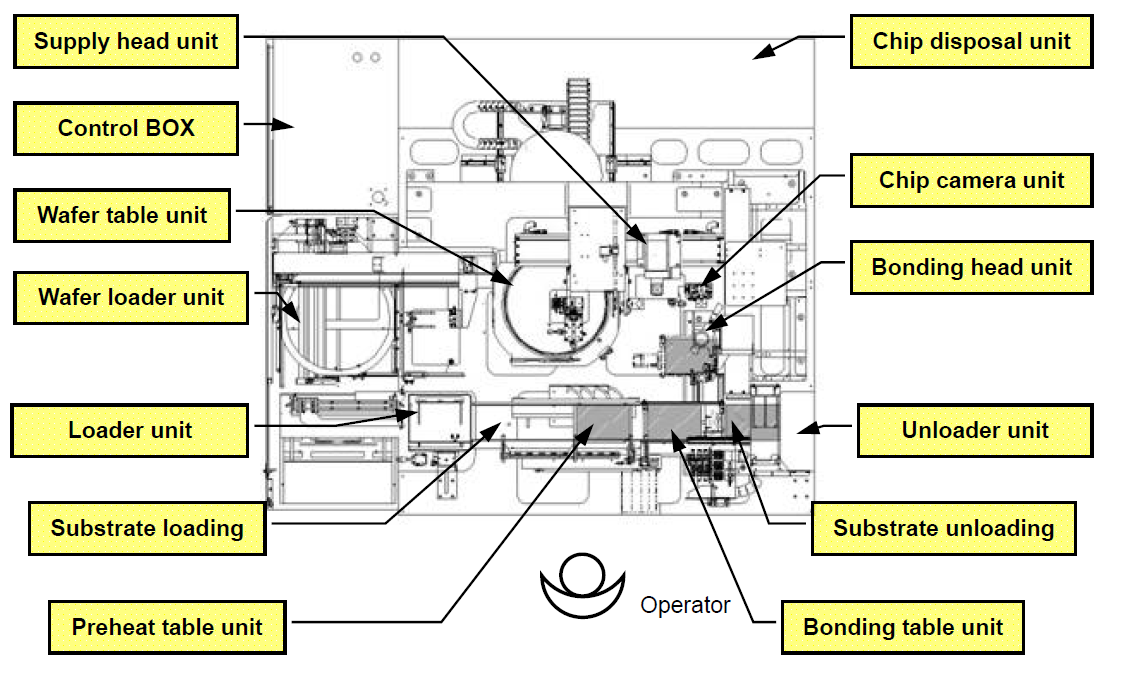 Supply head unit
Chip disposal unit
Control BOX
Chip camera unit
Wafer table unit
Bonding head unit
Wafer loader unit
Loader unit
Unloader unit
Substrate loading
Substrate unloading
Operator
Preheat table unit
Bonding table unit